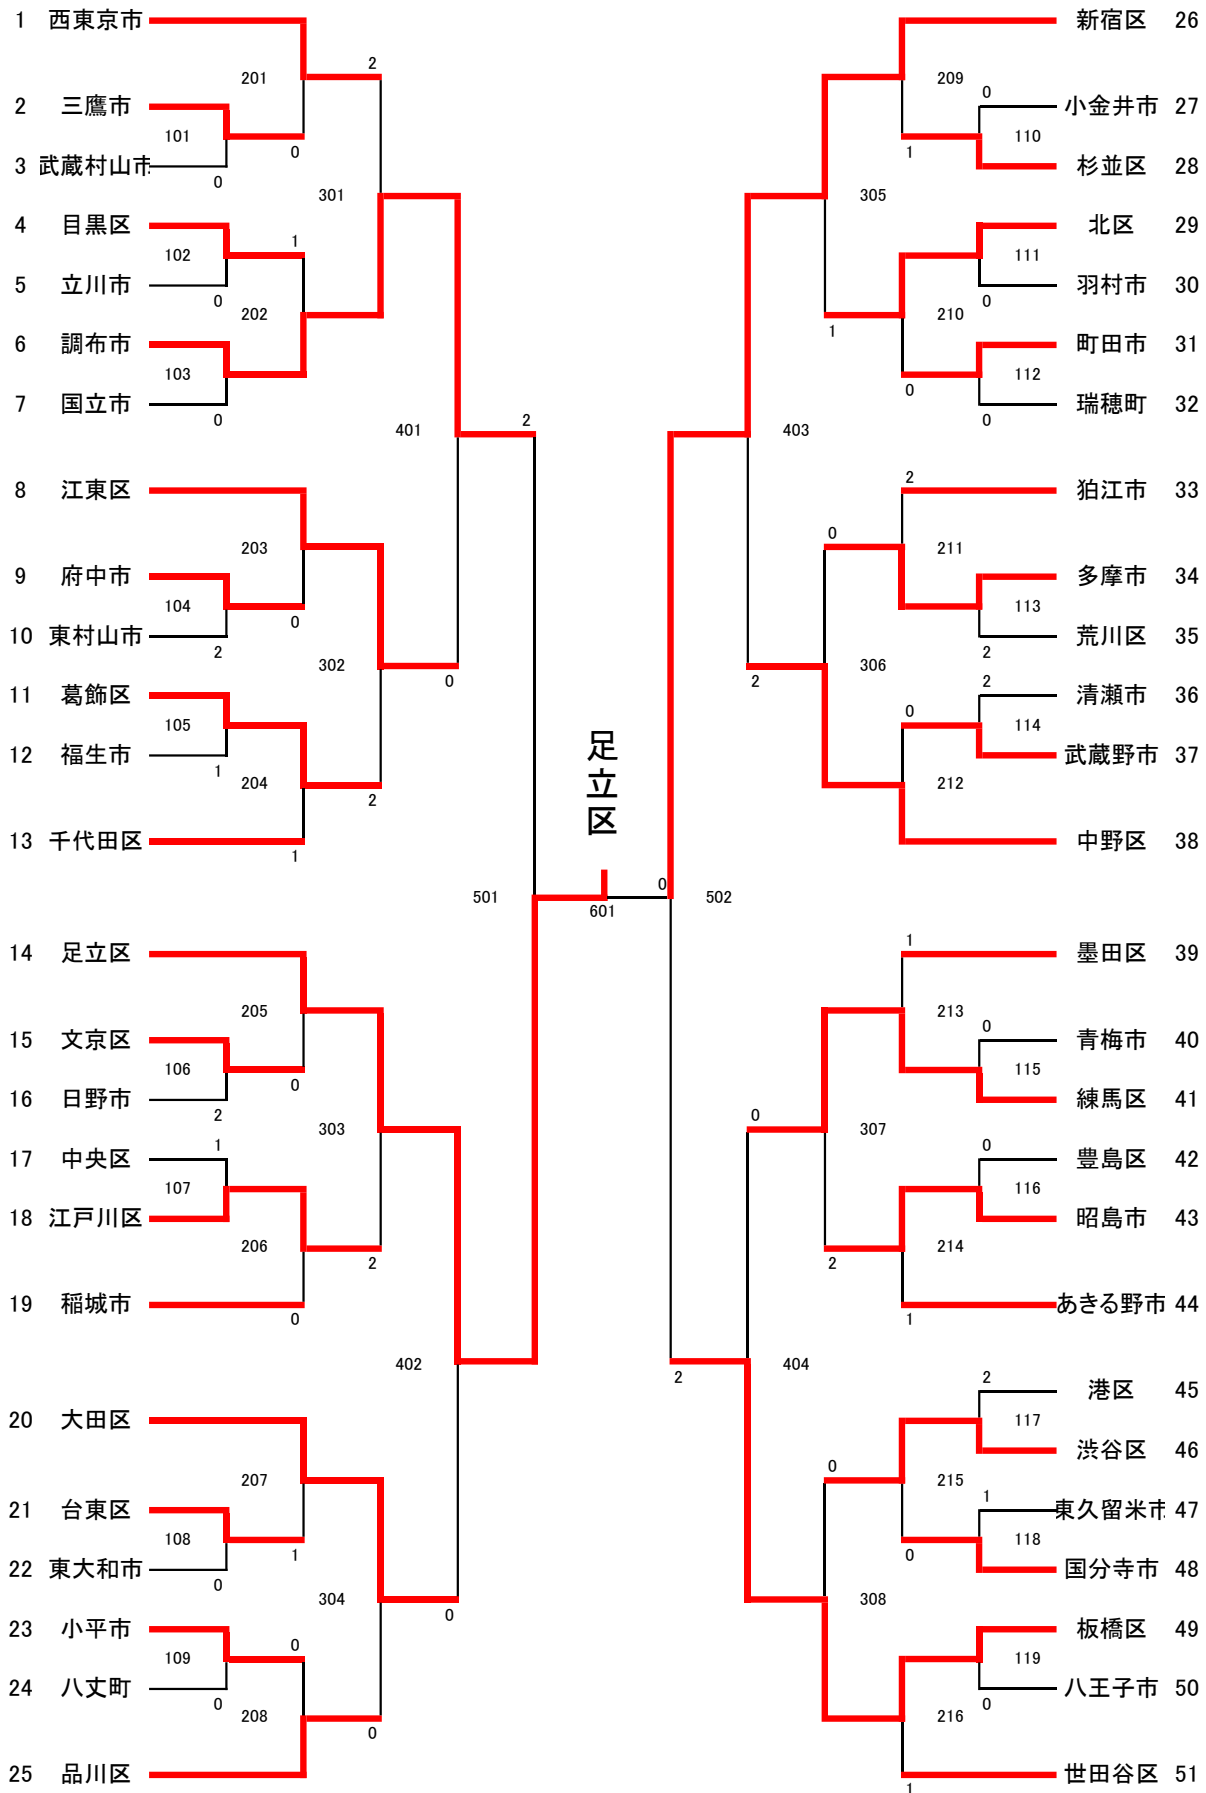 1 西東京市
2
201
2 三鷹市
101
3 武蔵村山市
0
0
301
4 目黒区
1
102
5 立川市
0
202
6 調布市
103
7 国立市
0
401
2
8 江東区
203
9 府中市
104
0
10 東村山市
2
302
0
11 葛飾区
105
12 福生市
1
204
2
13 千代田区
1
501
14 足立区
205
15 文京区
106
0
16 日野市
2
303
17 中央区
1
107
18 江戸川区
206
2
19 稲城市
0
402
20 大田区
207
21 台東区
108
1
22 東大和市
0
304
0
23 小平市
0
109
24 八丈町
0
208
0
25 品川区
足立区
601
0
502
新宿区 26
209
0
小金井市 27
110
1
杉並区 28
305
北区 29
111
羽村市 30
0
210
1
町田市 31
112
0
瑞穂町 32
0
403
2
狛江市 33
0
211
多摩市 34
113
荒川区 35
2
306
2
2
清瀬市 36
0
114
武蔵野市 37
212
中野区 38
1
墨田区 39
213
0
青梅市 40
115
練馬区 41
0
307
0
豊島区 42
116
昭島市 43
214
2
あきる野市 44
1
404
2
2
港区 45
117
渋谷区 46
0
215
1
東久留米市 47
118
0
国分寺市 48
308
板橋区 49
119
八王子市 50
0
216
世田谷区 51
1